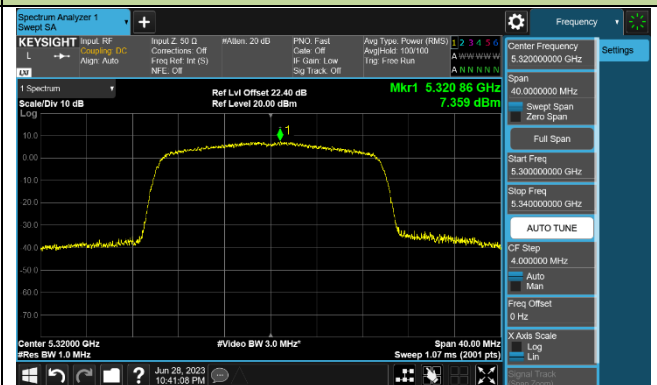 Spectrum Analyzer 1
Swept SA
Frequency
KEYSIGHT
Input: RF
Coupling: DC
Align: Auto
Input Z: 50 Ω
Corrections: Off
Freq Ref: Int (S)
NFE: Off
#Atten: 20 dB
PNO: Fast
Gate: Off
IF Gain: Low
Sig Track: Off
Avg Type: Power (RMS)
Avg|Hold: 100/100
Trig: Free Run
1 2 3 4 5 6
A W W W W W
A N N N N N
L
LXI
Center Frequency
5.320000000 GHz
Settings
Span
40.0000000 MHz
Swept Span
Zero Span
Full Span
Start Freq
5.300000000 GHz
Stop Freq
5.340000000 GHz
AUTO TUNE
CF Step
4.000000 MHz
Auto
Man
Freq Offset
0 Hz
X Axis Scale
Log
Lin
Signal Track
(Span Zoom)
1 Spectrum
Scale/Div 10 dB
Log
Ref Lvl Offset 22.40 dB
Ref Level 20.00 dBm
Mkr1 5.320 86 GHz
7.359 dBm
1
10.0
0.00
-10.0
-20.0
-30.0
-40.0
-50.0
-60.0
-70.0
Center 5.32000 GHz
#Res BW 1.0 MHz
#Video BW 3.0 MHz*
Span 40.00 MHz
Sweep 1.07 ms (2001 pts)
?
Jun 28, 2023
10:41:08 PM